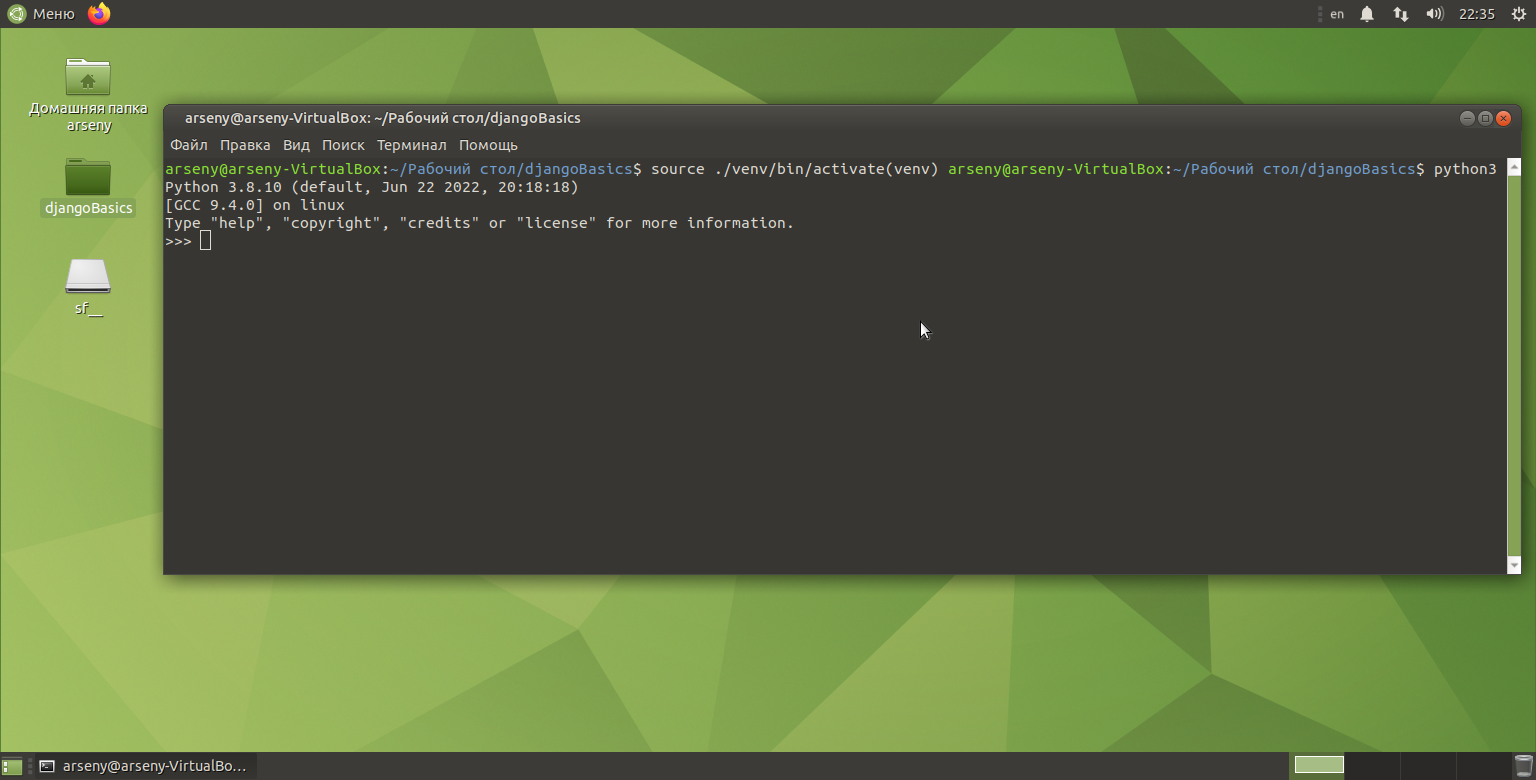 Меню
en
22:35
Домашняя папка
arseny
djangoBasics
sf__
arseny@arseny-VirtualBox: ~/Рабочий стол/djangoBasics
Файл Правка Вид Поиск Терминал Помощь
arseny@arseny-VirtualBox:~/Рабочий стол/djangoBasics$ source ./venv/bin/activate(venv) arseny@arseny-VirtualBox:~/Рабочий стол/djangoBasics$ python3
Python 3.8.10 (default, Jun 22 2022, 20:18:18)
[GCC 9.4.0] on linux
Type "help", "copyright", "credits" or "license" for more information.
>>>
arseny@arseny-VirtualBo...